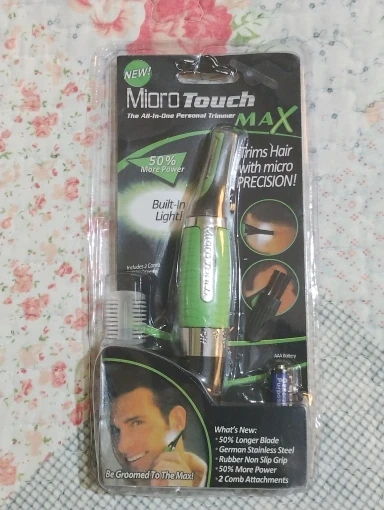 NEW!
Micro Touch
MAX
The All-In-One Personal Trimmer
50%
More Power
Trims Hair
with micro
PRECISION!
Built-In
Light!
MicroTouch
Includes 2 Comb
AAA Battery
What's New:
• 50% Longer Blade
• German Stainless Steel
• Rubber Non Slip Grip
• 50% More Power
• 2 Comb Attachments
Be Groomed To The Max!